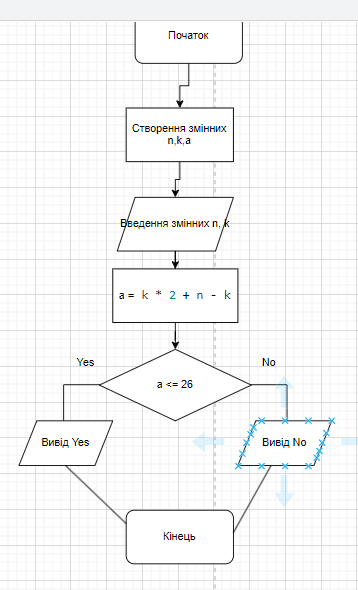 Початок
Створення змінних
n,k,a
Введення змінних n, k
a = k * 2 + n - k
Yes
No
a <= 26
Вивід Yes
Вивід No
Кінець